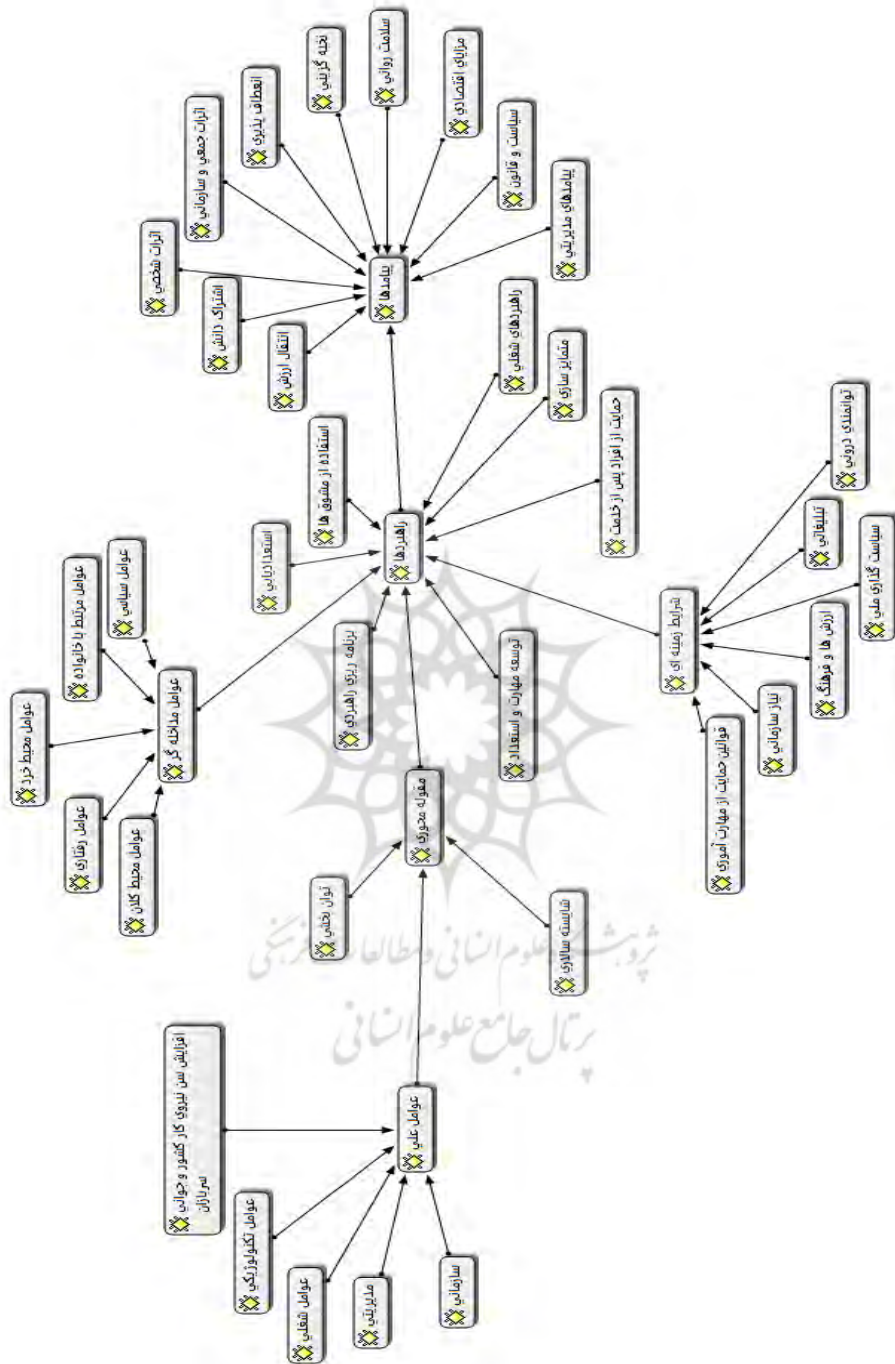 افزایش سن نیروی کار کشور و جوانی
سربازان
عوامل تکنولوژیکی
عوامل شغلی
مدیریتی
سازمانی
عوامل علی
توان بخشی
شایسته سالاری
مقوله محوری
عوامل محیط خرد
عوامل مرتبط با خانواده
عوامل سیاسی
عوامل رفتاری
عوامل محیط کلان
عوامل مداخله گر
برنامه ریزی راهبردی
استعدادیابی
استفاده از مشوق ها
راهبردها
توسعه مهارت و استعداد
حمایت از افراد پس از خدمت
متمایز سازی
راهبردهای شغلی
شرایط زمینه ای
قوانین حمایت از مهارت آموزی
نیاز سازمانی
ارزش ها و فرهنگ
سیاست گذاری ملی
تبلیغاتی
توانمندی درونی
انتقال ارزش
اشتراک دانش
اثرات شخصی
اثرات جمعی و سازمانی
انعطاف پذیری
نخبه گزینی
سلامت روانی
مزایای اقتصادی
سیاست و قانون
پیامدهای مدیریتی
پیامدها
پژوهشگاه علوم انسانی و مطالعات فرهنگی
پرتال جامع علوم انسانی